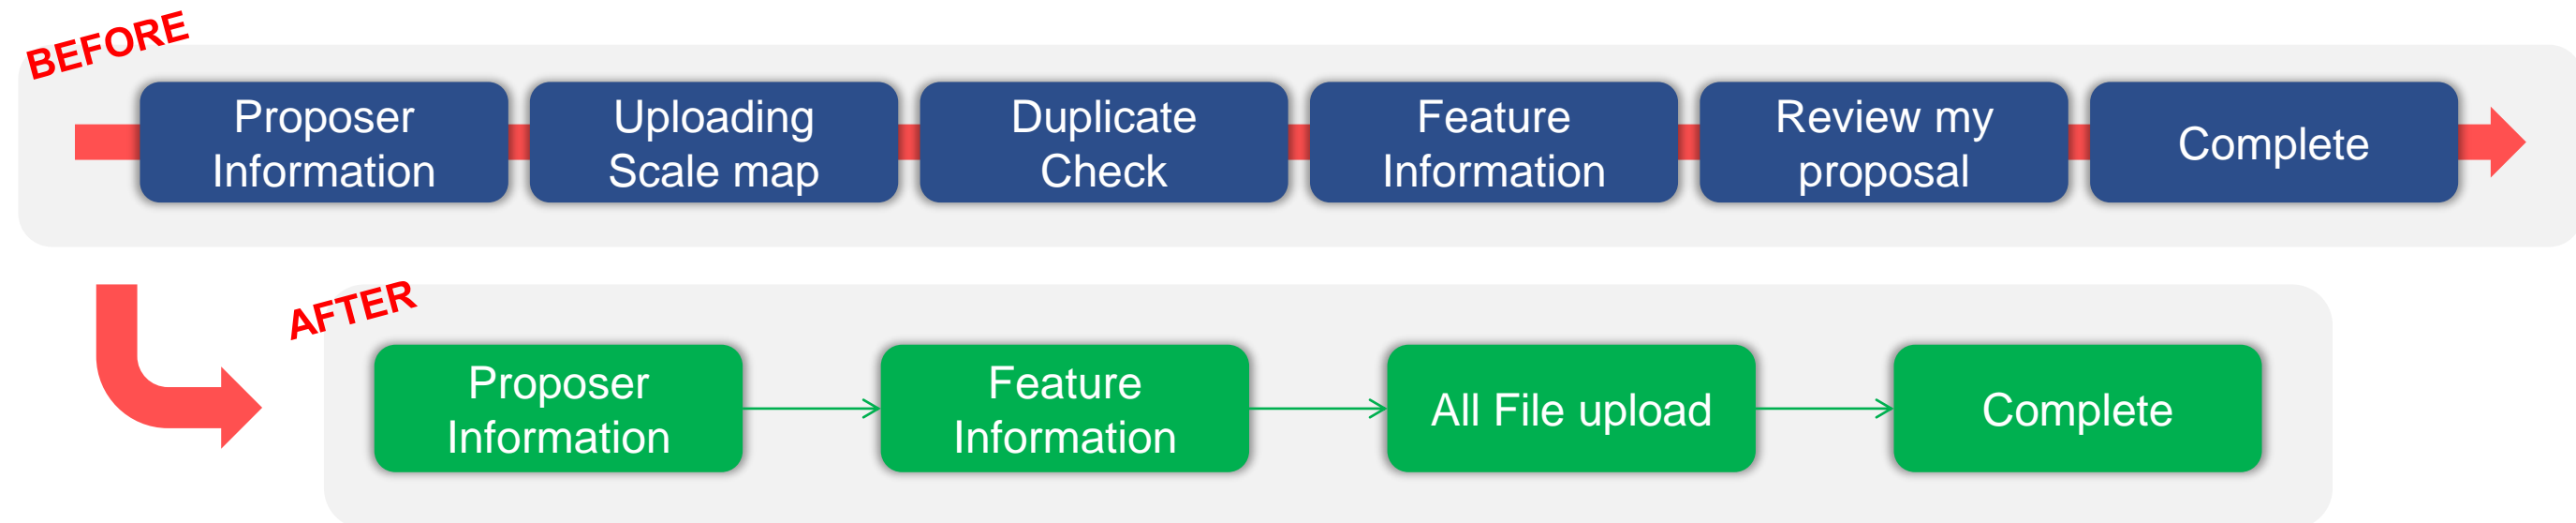 BEFORE
Proposer
Information
Uploading
Scale map
Duplicate
Check
Feature
Information
Review my
proposal
Complete
AFTER
Proposer
Information
Feature
Information
All File upload
Complete